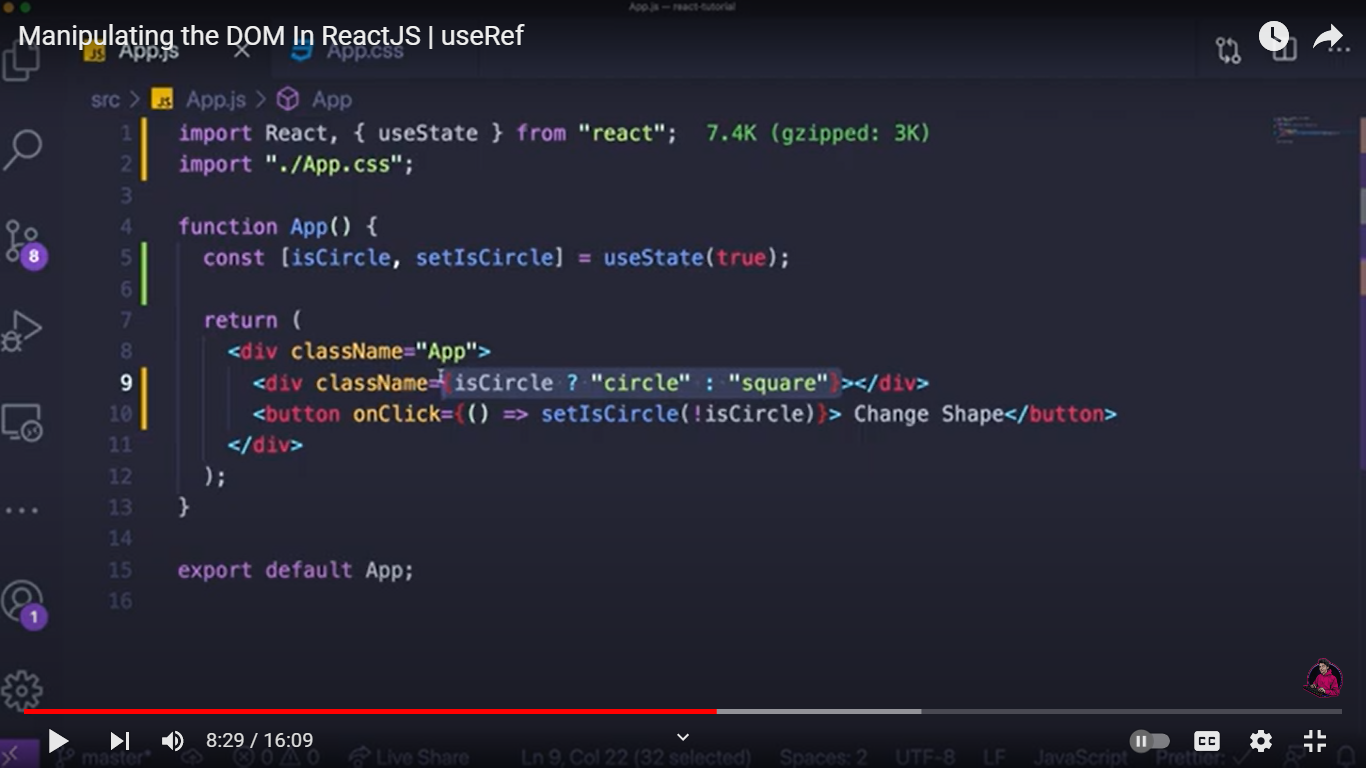 App.js — react-tutorial
Manipulating the DOM In ReactJS | useRef
JS App.js App.css
src > JS App.js > App
1 import React, { useState } from "react"; 7.4K (gzipped: 3K)
2 import "./App.css";
3
4 function App() {
5 const [isCircle, setIsCircle] = useState(true);
6
7 return (
8 <div className="App">
9 <div className={isCircle ? "circle" : "square"}></div>
10 <button onClick={() => setIsCircle(!isCircle)}> Change Shape</button>
11 </div>
12 );
13 }
14
15 export default App;
16
8
1
8:29 / 16:09
CC
master* 0 0 Live Share Ln 9, Col 22 (32 selected) Spaces: 2 UTF-8 LF JavaScript Prettier: